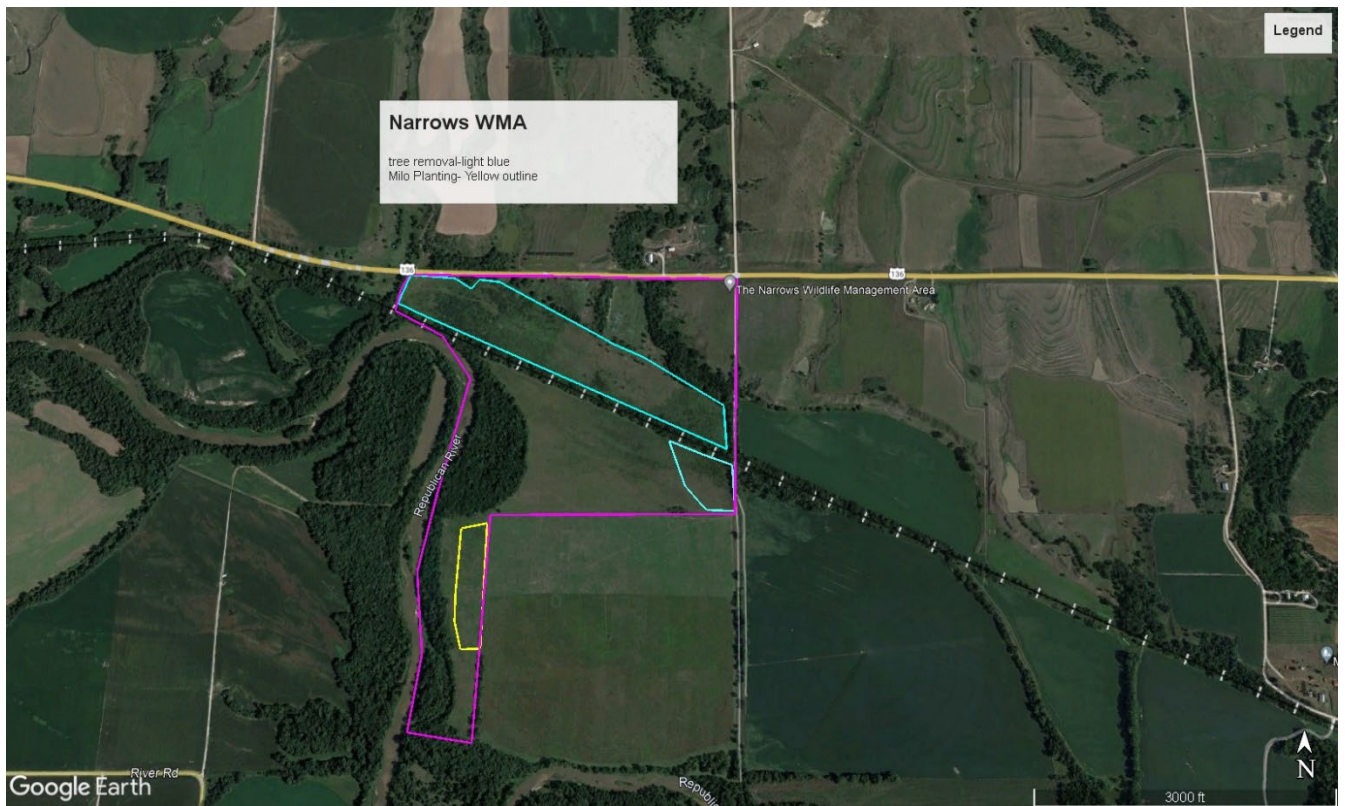 Legend
Narrows WMA
tree removal-light blue
Milo Planting- Yellow outline
136
136
The Narrows Wildlife Management Area
Republican River
M
River Rd
Republic
Google Earth
N
3000 ft